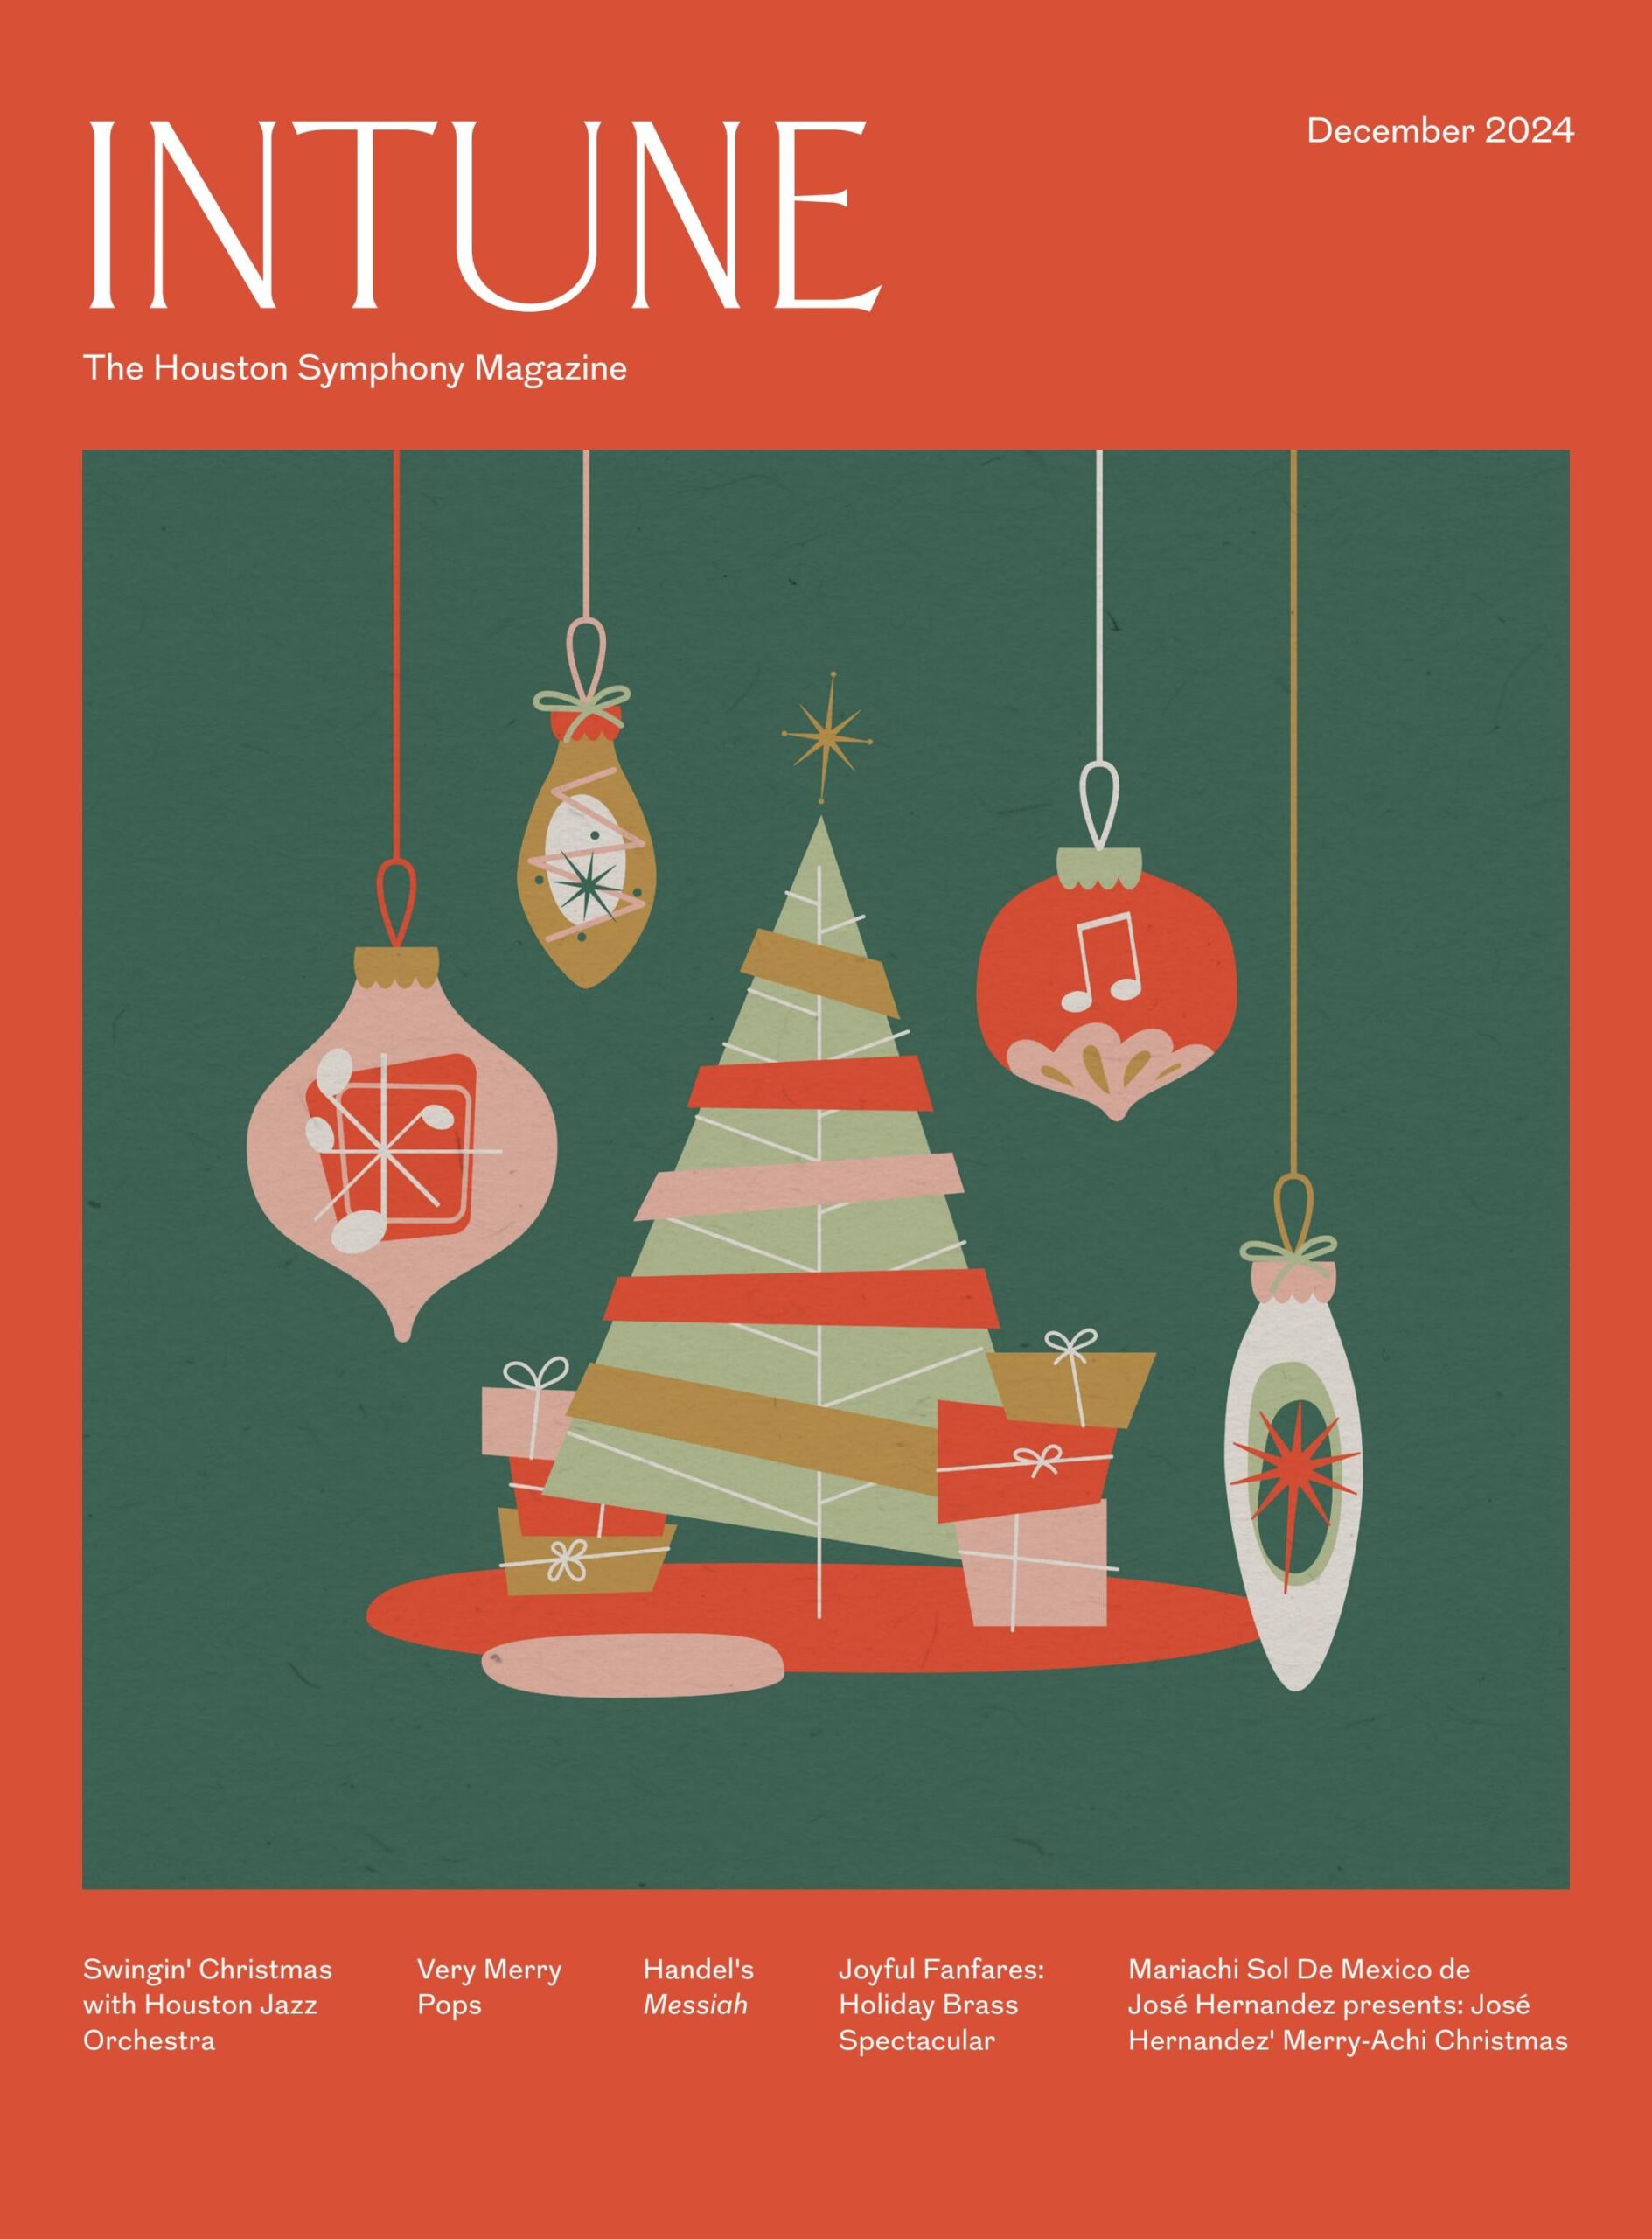 INTUNE
December 2024
The Houston Symphony Magazine
Swingin' Christmas
with Houston Jazz
Orchestra
Very Merry
Pops
Handel's
Messiah
Joyful Fanfares:
Holiday Brass
Spectacular
Mariachi Sol De Mexico de
José Hernandez presents: José
Hernandez' Merry-Achi Christmas